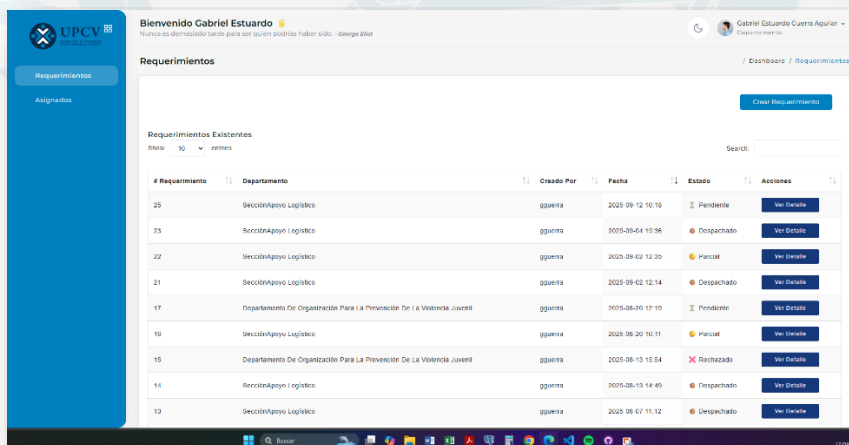 UPCV
Bienvenido Gabriel Estuardo
Nunca es demasiado tarde para ser quien podrías haber sido. - George Eliot
Gabriel Estuardo Guerra Aguilar
Departamento
Requerimientos
/ Dashboard / Requerimientos
Requerimientos
Asignados
Crear Requerimiento
Requerimientos Existentes
Show 10 entries
Search:
# Requerimiento Departamento Creado Por Fecha Estado Acciones
25 SecciónApoyo Logístico gguerra 2025-09-12 10:18 Pendiente Ver Detalle
23 SecciónApoyo Logístico gguerra 2025-09-04 15:36 Despachado Ver Detalle
22 SecciónApoyo Logístico gguerra 2025-09-02 12:35 Parcial Ver Detalle
21 SecciónApoyo Logístico gguerra 2025-09-02 12:14 Despachado Ver Detalle
17 Departamento De Organización Para La Prevención De La Violencia Juvenil gguerra 2025-08-20 12:19 Pendiente Ver Detalle
16 SecciónApoyo Logístico gguerra 2025-08-20 10:11 Parcial Ver Detalle
15 Departamento De Organización Para La Prevención De La Violencia Juvenil gguerra 2025-08-13 15:54 Rechazado Ver Detalle
14 SecciónApoyo Logístico gguerra 2025-08-13 14:49 Despachado Ver Detalle
13 SecciónApoyo Logístico gguerra 2025-08-07 11:12 Despachado Ver Detalle
Buscar